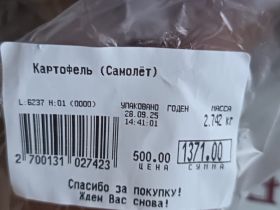 Картофель (Самолёт)
L:6237 H:01 (0000)
УПАКОВАНО ГОДЕН МАССА
28.09.25 2.742 кг
14:41:01
500.00 1371.00
ЦЕНА СУММА
2 700131 027423
Спасибо за покупку!
Ждем Вас снова!